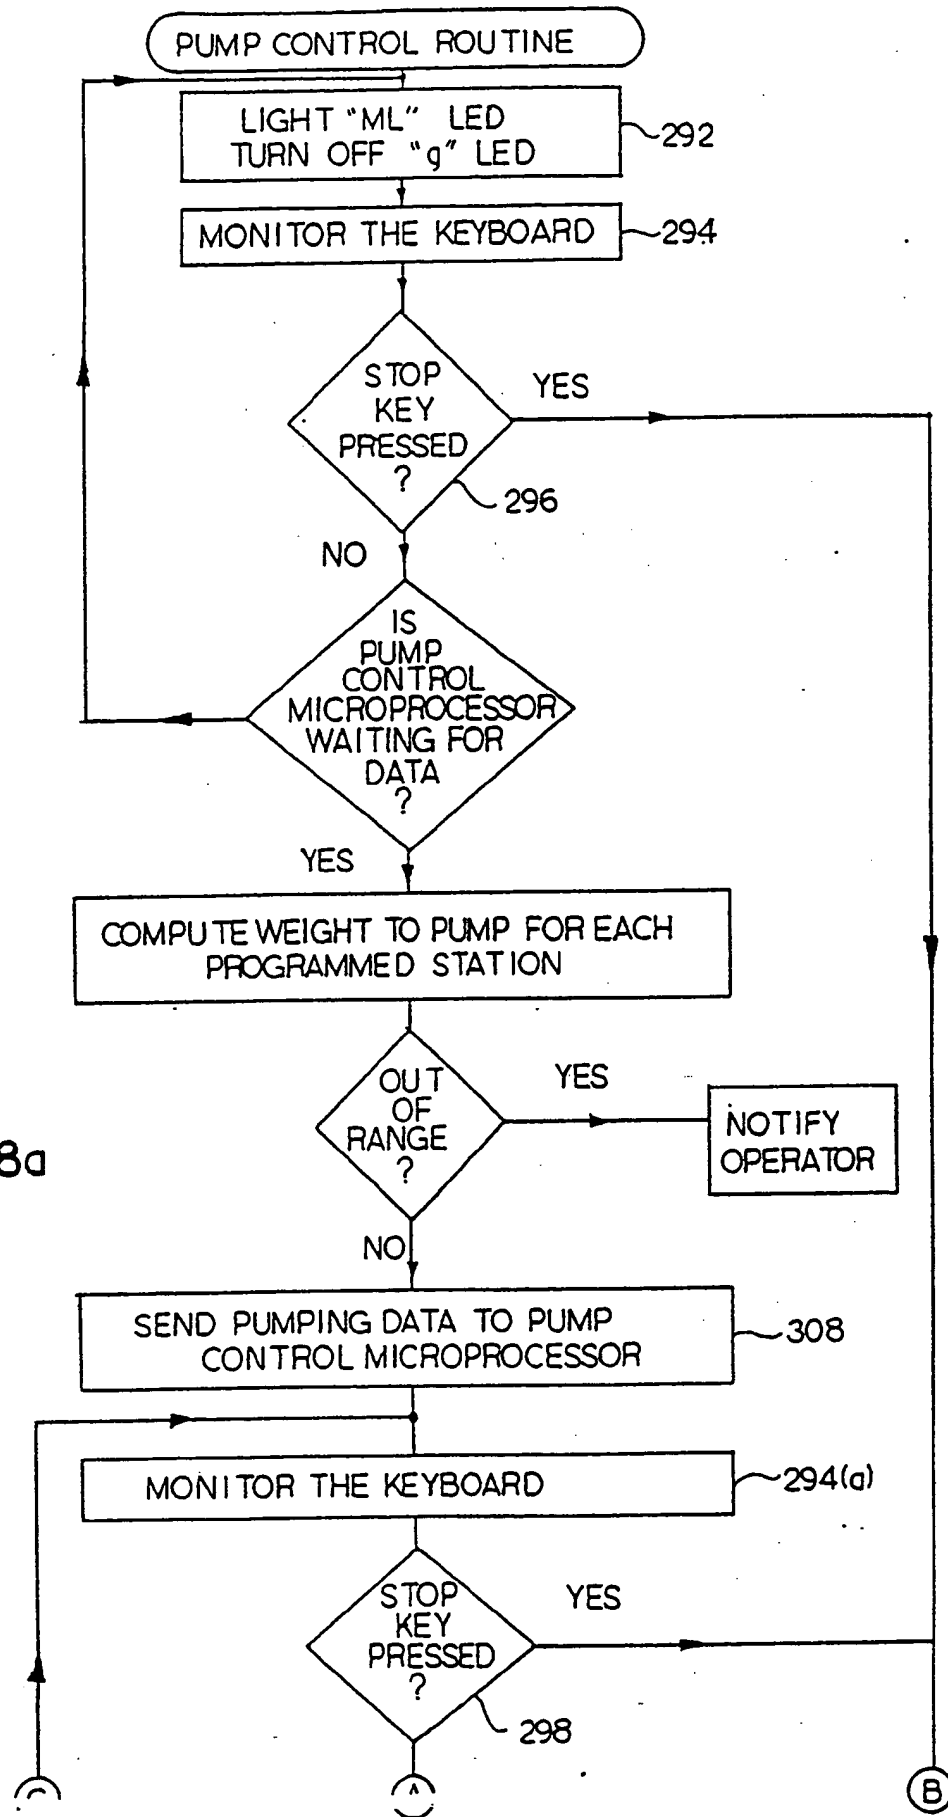 PUMP CONTROL ROUTINE
LIGHT "ML" LED
TURN OFF "g" LED
292
MONITOR THE KEYBOARD
294
STOP
KEY
PRESSED
?
YES
296
NO
IS
PUMP
CONTROL
MICROPROCESSOR
WAITING FOR
DATA
?
YES
COMPUTE WEIGHT TO PUMP FOR EACH
PROGRAMMED STATION
OUT
OF
RANGE
?
YES
NOTIFY
OPERATOR
8a
NO
SEND PUMPING DATA TO PUMP
CONTROL MICROPROCESSOR
308
MONITOR THE KEYBOARD
294(a)
STOP
KEY
PRESSED
?
YES
298
B